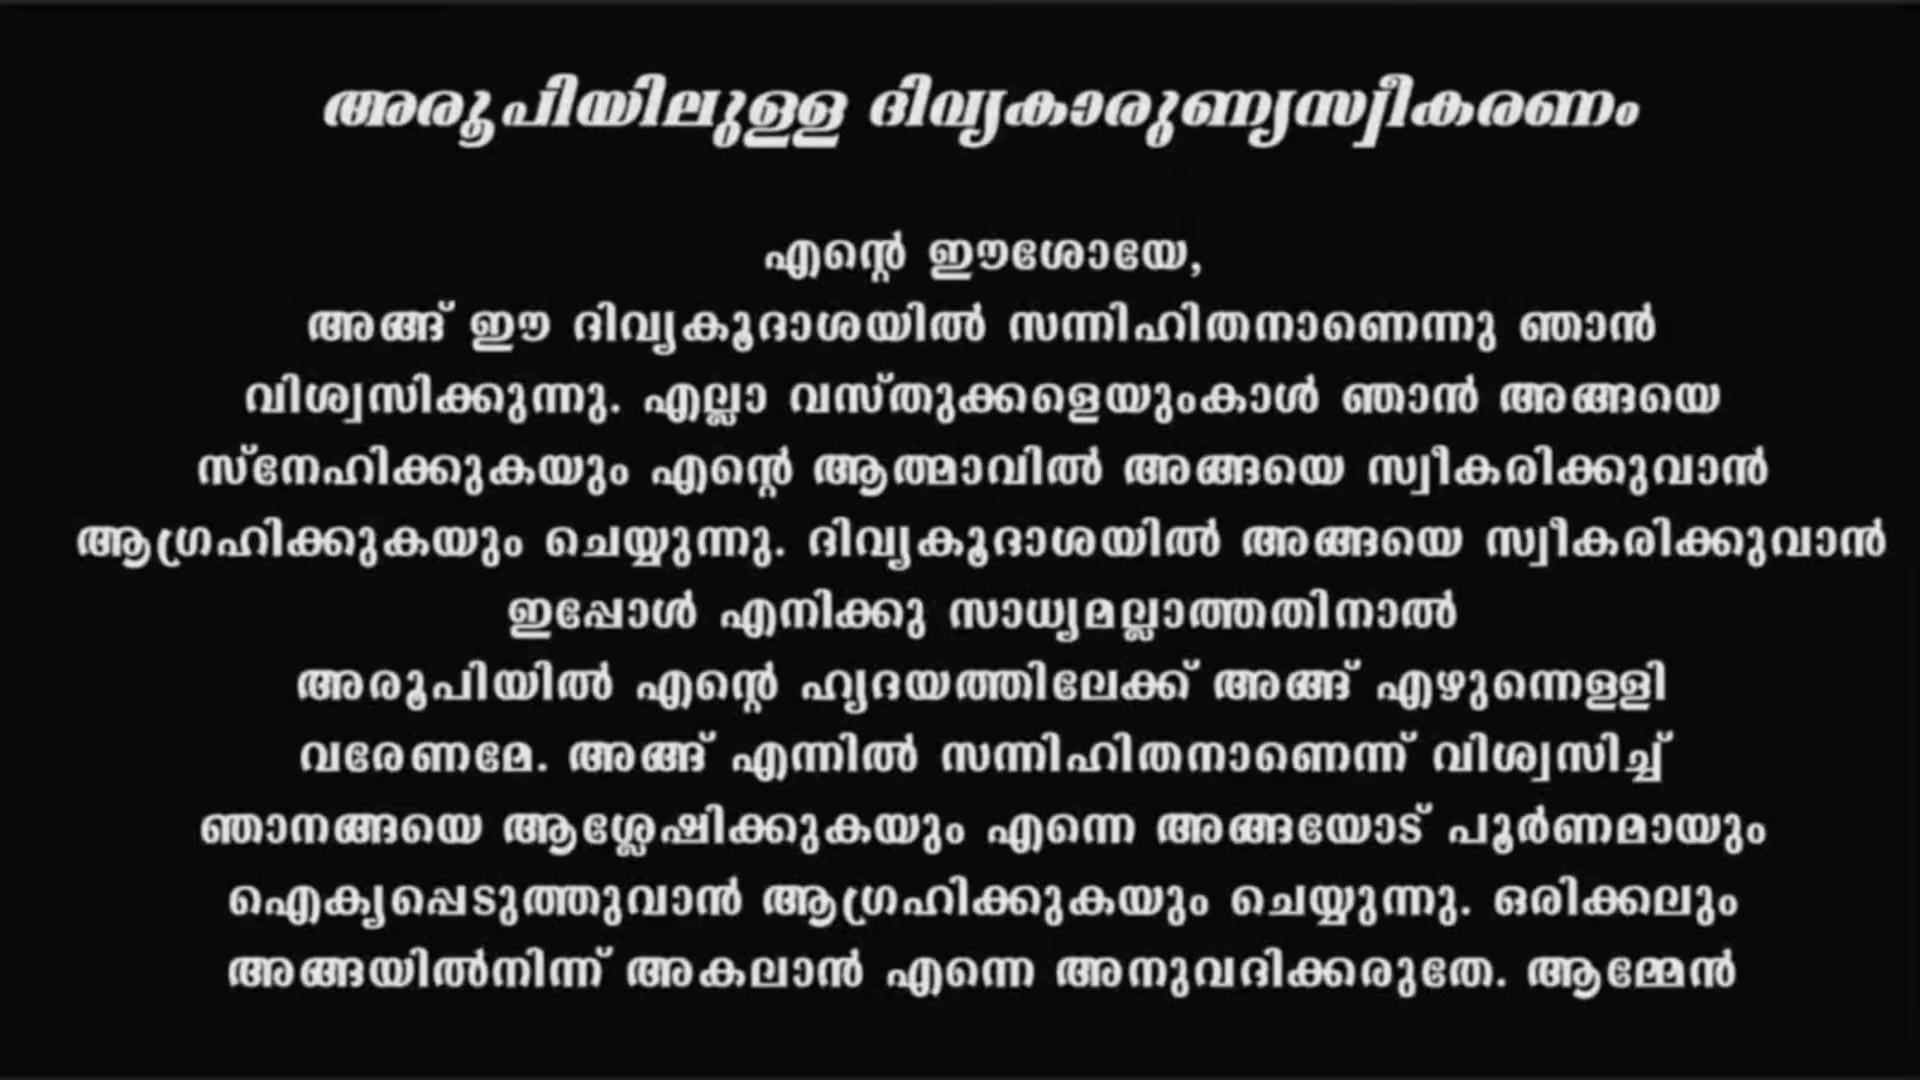 അരൂപിയിലുള്ള ദിവ്യകാരുണ്യസ്വീകരണം
എന്റെ ഈശോയേ,
അങ്ങ് ഈ ദിവ്യകൂദാശയിൽ സന്നിഹിതനാണെന്നു ഞാൻ
വിശ്വസിക്കുന്നു. എല്ലാ വസ്തുക്കളെയുംകാൾ ഞാൻ അങ്ങയെ
സ്നേഹിക്കുകയും എന്റെ ആത്മാവിൽ അങ്ങയെ സ്വീകരിക്കുവാൻ
ആഗ്രഹിക്കുകയും ചെയ്യുന്നു. ദിവ്യകൂദാശയിൽ അങ്ങയെ സ്വീകരിക്കുവാൻ
ഇപ്പോൾ എനിക്കു സാധ്യമല്ലാത്തതിനാൽ
അരൂപിയിൽ എന്റെ ഹൃദയത്തിലേക്ക് അങ്ങ് എഴുന്നെള്ളി
വരേണമേ. അങ്ങ് എന്നിൽ സന്നിഹിതനാണെന്ന് വിശ്വസിച്ച്
ഞാനങ്ങയെ ആശ്ലേഷിക്കുകയും എന്നെ അങ്ങയോട് പൂർണമായും
ഐക്യപ്പെടുത്തുവാൻ ആഗ്രഹിക്കുകയും ചെയ്യുന്നു. ഒരിക്കലും
അങ്ങയിൽനിന്ന് അകലാൻ എന്നെ അനുവദിക്കരുതേ. ആമ്മേൻ